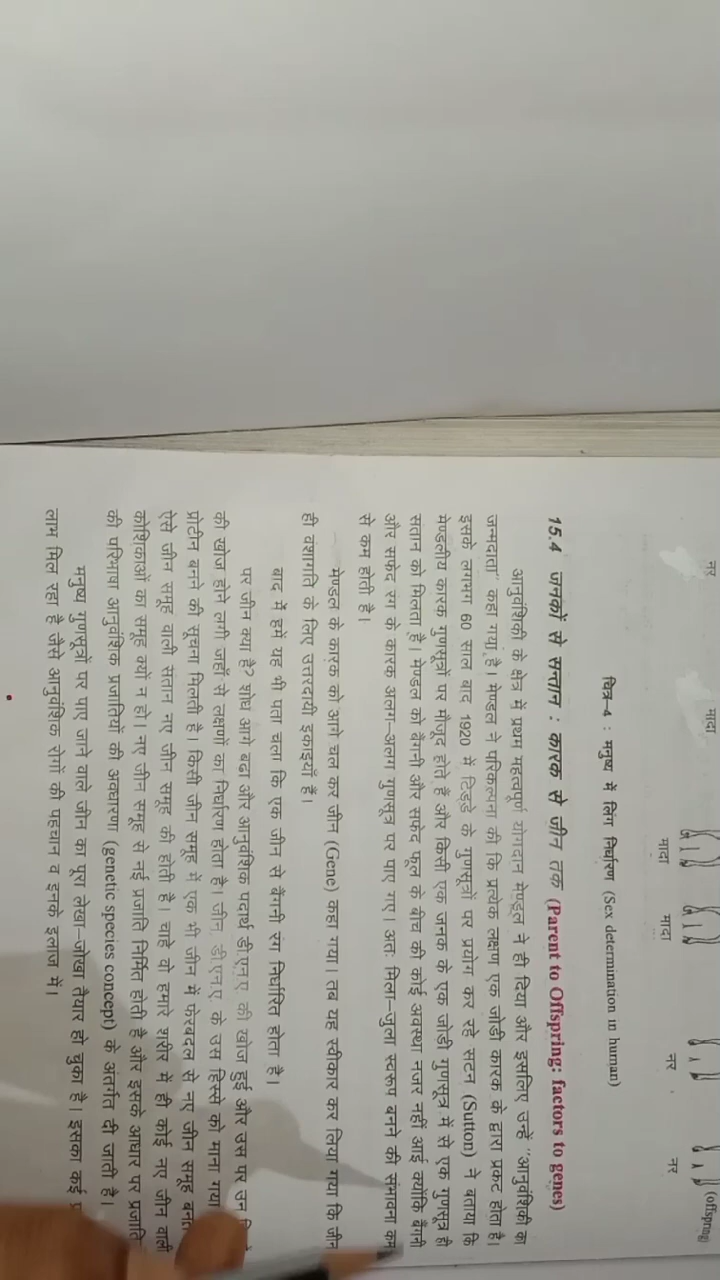 (offspring)
नर मादा मादा मादा नर नर
चित्र–4 : मनुष्य में लिंग निर्धारण (Sex determination in human)
15.4 जनकों से सन्तान : कारक से जीन तक (Parent to Offspring: factors to genes)
आनुवंशिकी के क्षेत्र में प्रथम महत्वपूर्ण योगदान मेण्डल ने ही दिया और इसलिए उन्हें "आनुवंशिकी का
जन्मदाता" कहा गया है। मेण्डल ने परिकल्पना की कि प्रत्येक लक्षण एक जोड़ी कारक के द्वारा प्रकट होता है।
इसके लगभग 60 साल बाद 1920 में टिड्डे के गुणसूत्रों पर प्रयोग कर रहे सटन (Sutton) ने बताया कि
मेण्डलीय कारक गुणसूत्रों पर मौजूद होते हैं और किसी एक जनक के एक जोड़ी गुणसूत्र में से एक गुणसूत्र ही
संतान को मिलता है। मेण्डल को बैंगनी और सफेद फूल के बीच की कोई अवस्था नजर नहीं आई क्योंकि बैंगनी
और सफेद रंग के कारक अलग–अलग गुणसूत्र पर पाए गए। अतः मिला–जुला स्वरूप बनने की संभावना कम
से कम होती है।
मेण्डल के कारक को आगे चल कर जीन (Gene) कहा गया। तब यह स्वीकार कर लिया गया कि जीन
ही वंशागति के लिए उत्तरदायी इकाइयाँ हैं।
बाद में हमें यह भी पता चला कि एक जीन से बैंगनी रंग निर्धारित होता है।
पर जीन क्या है? शोध आगे बढ़ा और आनुवंशिक पदार्थ डी.एन.ए. की खोज हुई और उस पर उन
की खोज होने लगी जहाँ से लक्षणों का निर्धारण होता है। जीन, डी.एन.ए. के उस हिस्से को माना गया
प्रोटीन बनने की सूचना मिलती है। किसी जीन समूह में एक भी जीन में फेरबदल से नए जीन समूह
ऐसे जीन समूह वाली संतान नए जीन समूह की होती है। चाहे वो हमारे शरीर में ही कोई नए जीन वाली
कोशिकाओं का समूह क्यों न हो। नए जीन समूह से नई प्रजाति निर्मित होती है और इसके आधार पर प्रजाति
की परिभाषा आनुवंशिक प्रजातियों की अवधारणा (genetic species concept) के अंतर्गत दी जाती है।
मनुष्य गुणसूत्रों पर पाए जाने वाले जीन का पूरा लेखा–जोखा तैयार हो चुका है। इसका कई
लाभ मिल रहा है जैसे आनुवंशिक रोगों की पहचान व इनके इलाज में।